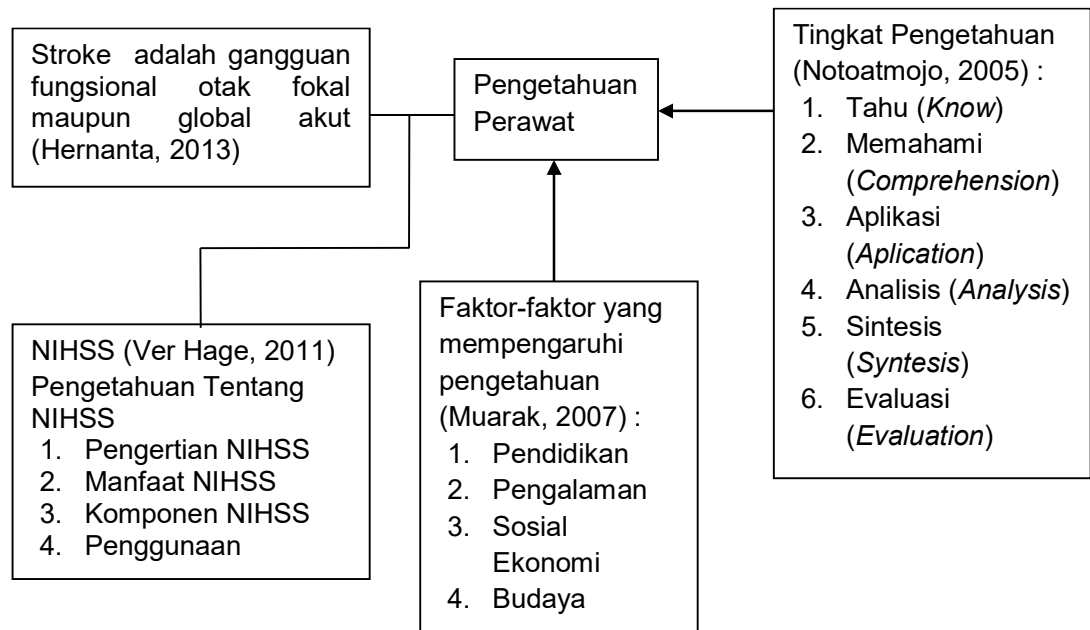 Stroke adalah gangguan
fungsional otak fokal
maupun global akut
(Hernanta, 2013)
Pengetahuan
Perawat
Tingkat Pengetahuan
(Notoatmojo, 2005) :
1. Tahu (Know)
2. Memahami
(Comprehension)
3. Aplikasi
(Aplication)
4. Analisis (Analysis)
5. Sintesis
(Syntesis)
6. Evaluasi
(Evaluation)
NIHSS (Ver Hage, 2011)
Pengetahuan Tentang
NIHSS
1. Pengertian NIHSS
2. Manfaat NIHSS
3. Komponen NIHSS
4. Penggunaan
Faktor-faktor yang
mempengaruhi
pengetahuan
(Muarak, 2007) :
1. Pendidikan
2. Pengalaman
3. Sosial
Ekonomi
4. Budaya